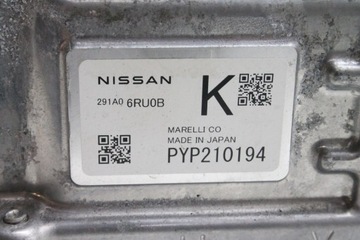 NISSAN
291A0 6RU0B
K
MARELLI CO
MADE IN JAPAN
PYP210194